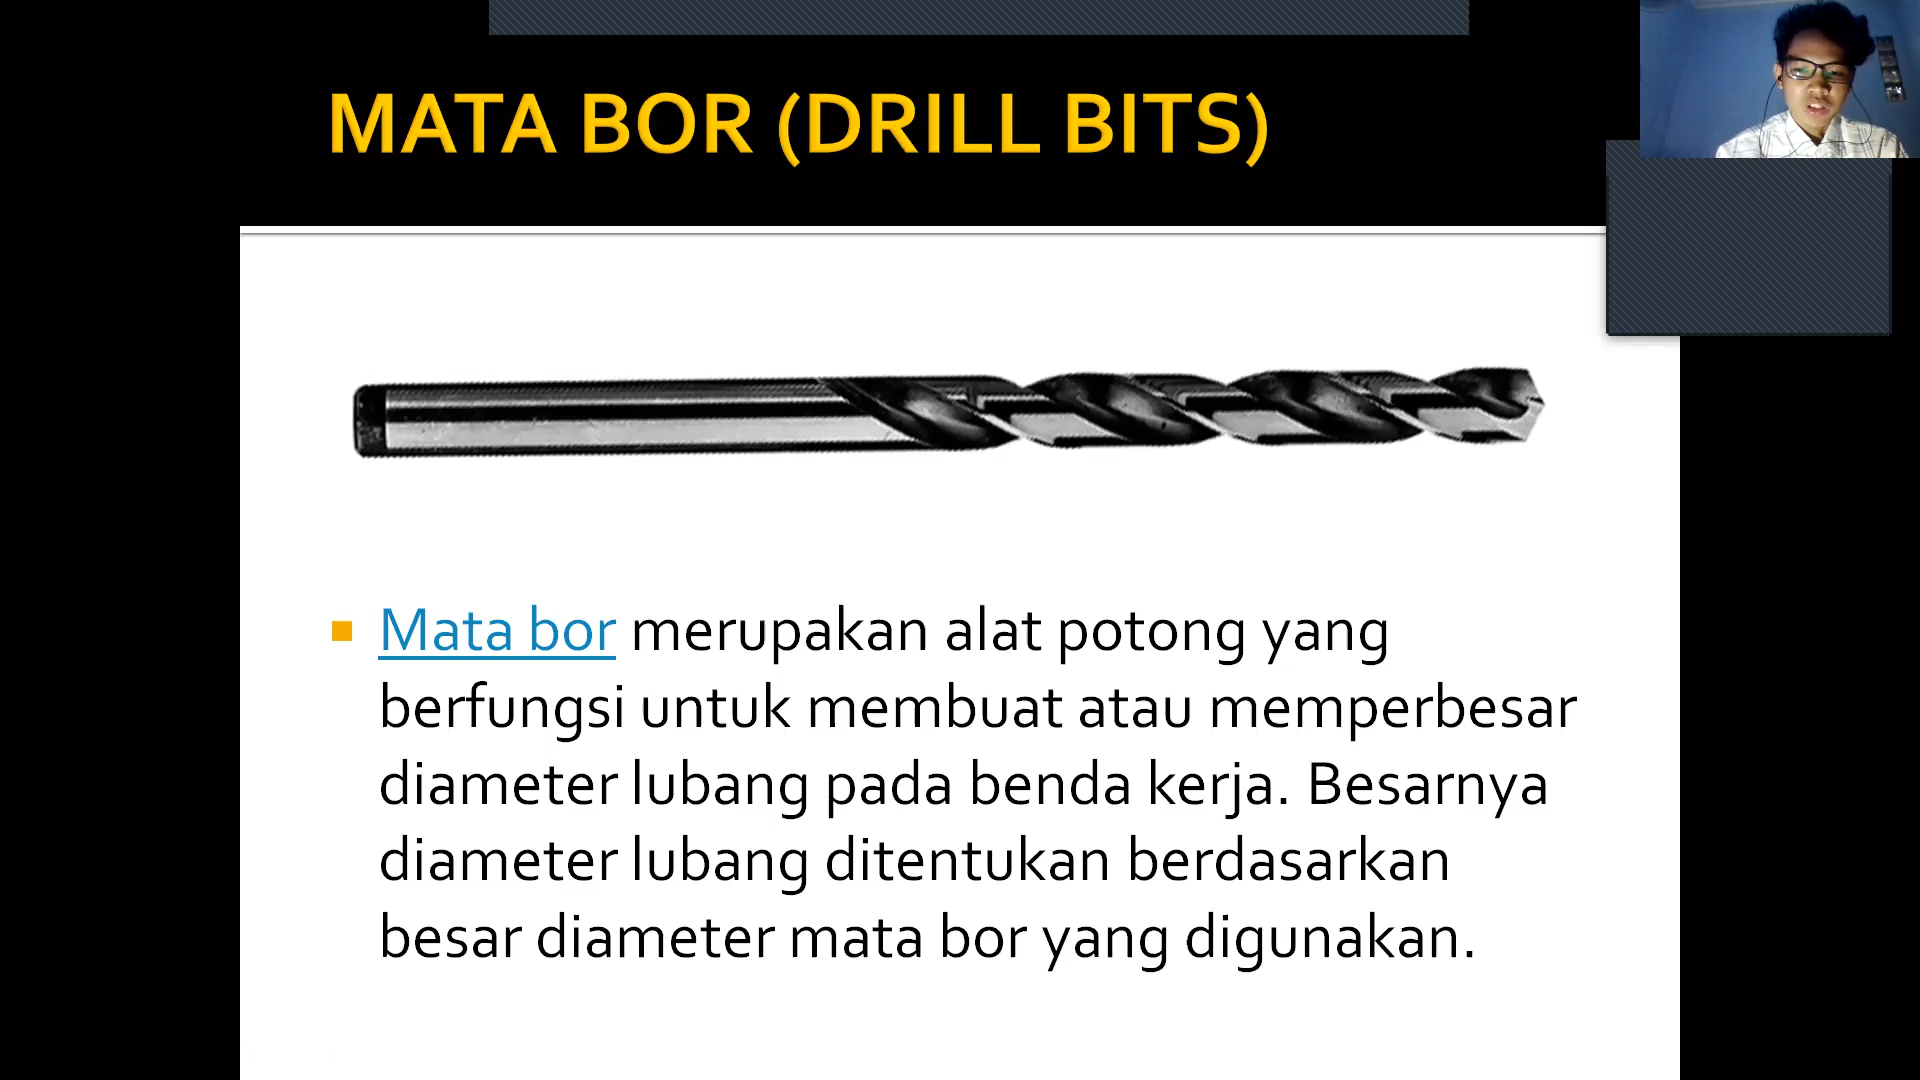 MATA BOR (DRILL BITS)
Mata bor merupakan alat potong yang
berfungsi untuk membuat atau memperbesar
diameter lubang pada benda kerja. Besarnya
diameter lubang ditentukan berdasarkan
besar diameter mata bor yang digunakan.